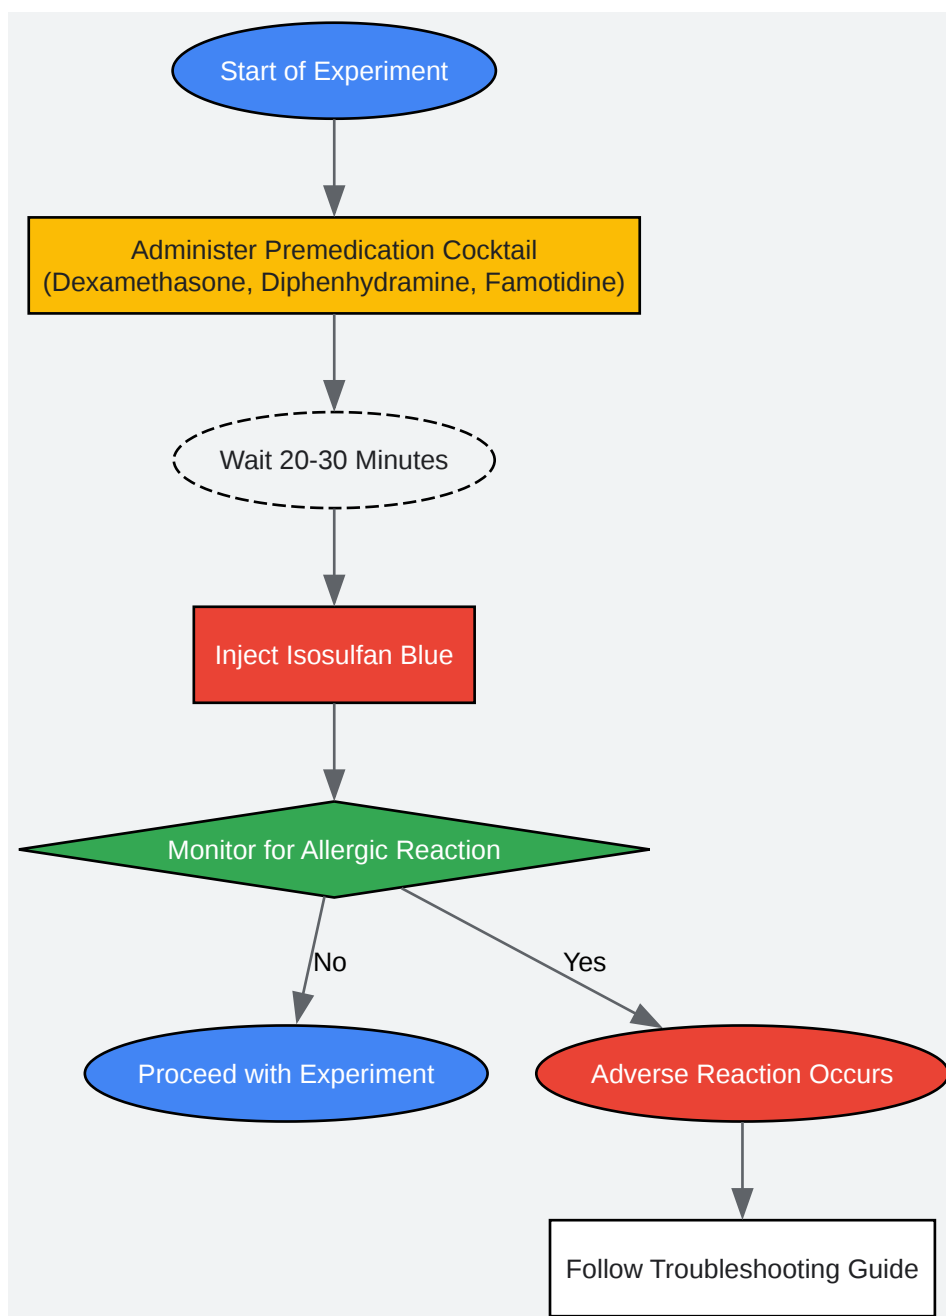 Start of Experiment
Administer Premedication Cocktail
(Dexamethasone, Diphenhydramine, Famotidine)
Wait 20-30 Minutes
Inject Isosulfan Blue
Monitor for Allergic Reaction
No
Yes
Proceed with Experiment
Adverse Reaction Occurs
Follow Troubleshooting Guide